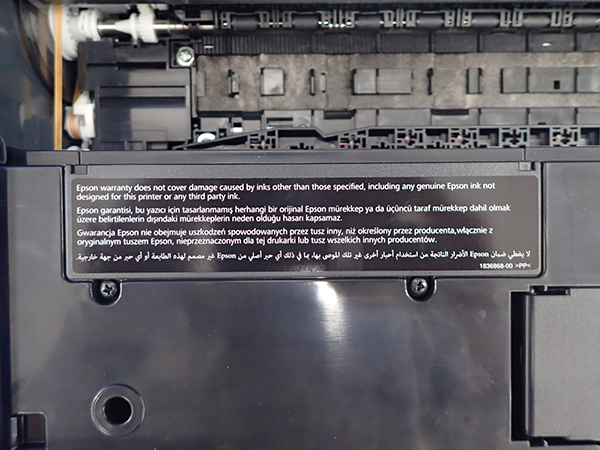 Epson warranty does not cover damage caused by inks other than those specified, including any genuine Epson ink not
designed for this printer or any third party ink.
Epson garantisi, bu yazıcı için tasarlanmamış herhangi bir orijinal Epson mürekkep ya da üçüncü taraf mürekkep dahil olmak
üzere belirtilenlerin dışındaki mürekkeplerin neden olduğu hasarı kapsamaz.
Gwarancja Epson nie obejmuje uszkodzeń spowodowanych przez tusz inny, niż określony przez producenta,włącznie z
oryginalnym tuszem Epson, nieprzeznaczonym dla tej drukarki lub tusz wszelkich innych producentów.
لا يغطي ضمان Epson الأضرار الناتجة من استخدام أحبار أخرى غير تلك الموصى بها، بما في ذلك أي حبر أصلي من Epson غير مصمم لهذه الطابعة أو أي حبر من جهة خارجية.
1836868-00 >PP<